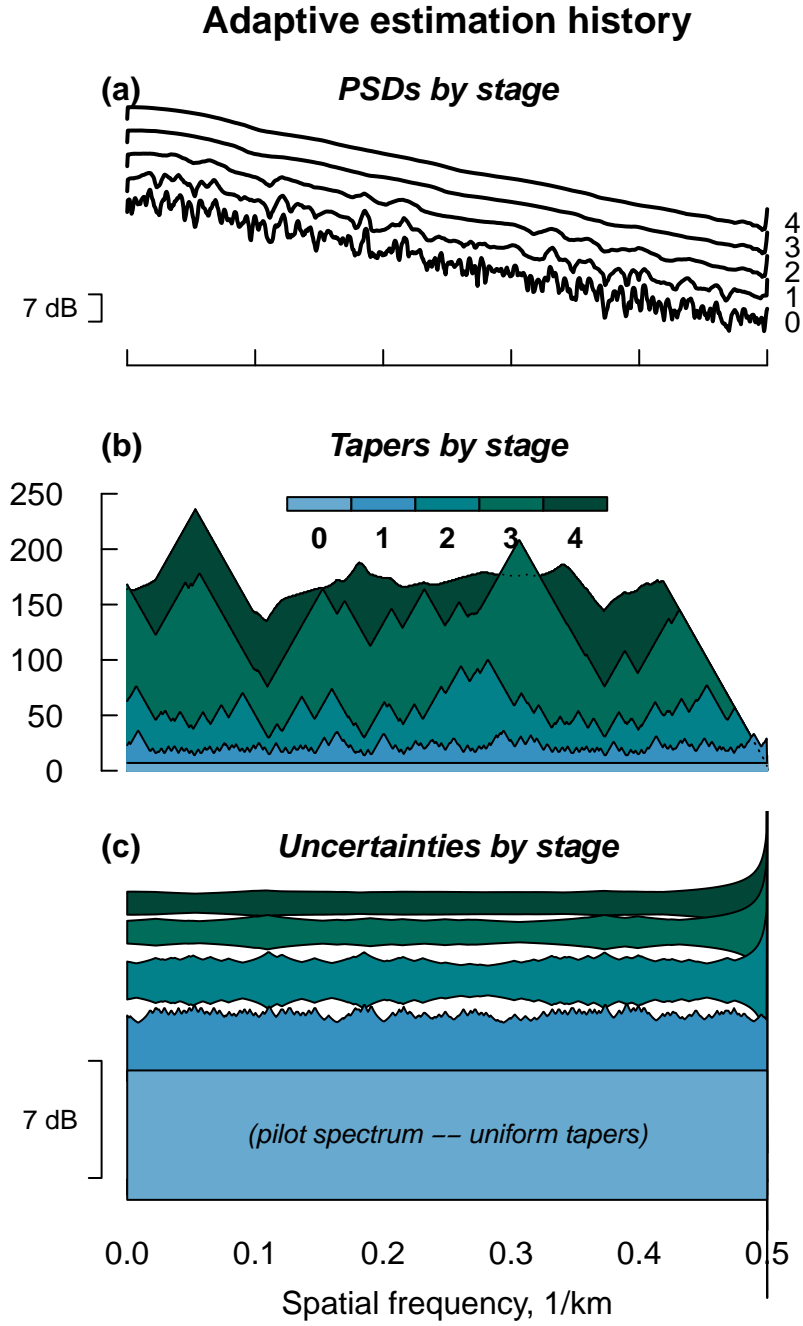 Adaptive estimation history
(a) PSDs by stage
4
3
2
1
0
7 dB
(b) Tapers by stage
250
200
150
100
50
0
0 1 2 3 4
(c) Uncertainties by stage
7 dB
(pilot spectrum −− uniform tapers)
0.0 0.1 0.2 0.3 0.4 0.5
Spatial frequency, 1/km